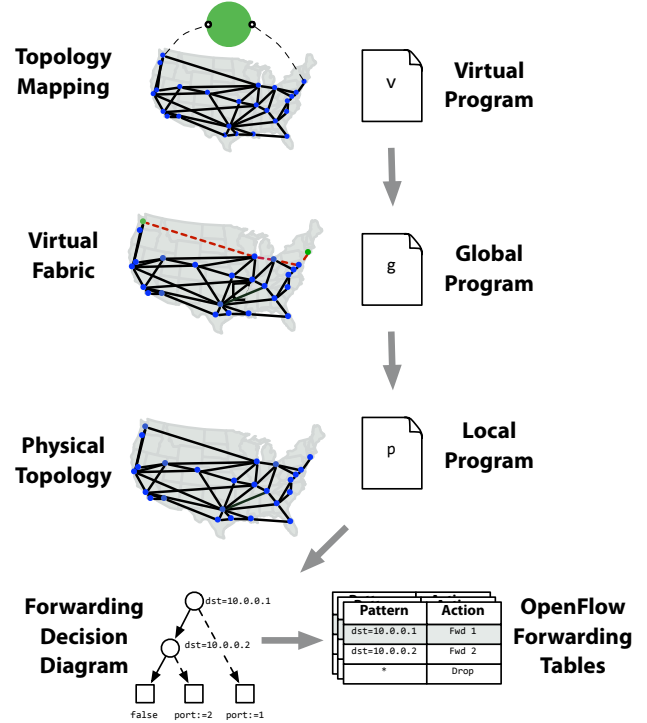 Topology
Mapping
v
Virtual
Program
Virtual
Fabric
g
Global
Program
Physical
Topology
p
Local
Program
Forwarding
Decision
Diagram
dst=10.0.0.1
dst=10.0.0.2
false port:=2 port:=1
Pattern Action
dst=10.0.0.1 Fwd 1
dst=10.0.0.2 Fwd 2
* Drop
OpenFlow
Forwarding
Tables